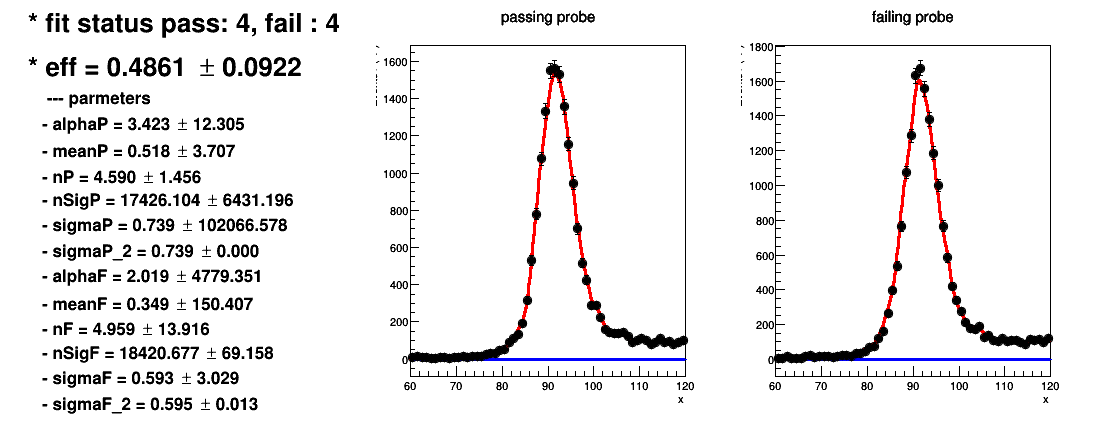 * fit status pass: 4, fail : 4
* eff = 0.4861 ± 0.0922
--- parmeters
- alphaP = 3.423 ± 12.305
- meanP = 0.518 ± 3.707
- nP = 4.590 ± 1.456
- nSigP = 17426.104 ± 6431.196
- sigmaP = 0.739 ± 102066.578
- sigmaP_2 = 0.739 ± 0.000
- alphaF = 2.019 ± 4779.351
- meanF = 0.349 ± 150.407
- nF = 4.959 ± 13.916
- nSigF = 18420.677 ± 69.158
- sigmaF = 0.593 ± 3.029
- sigmaF_2 = 0.595 ± 0.013
passing probe
1600
1400
1200
1000
800
600
400
200
0
60 70 80 90 100 110 120
x
failing probe
1800
1600
1400
1200
1000
800
600
400
200
0
60 70 80 90 100 110 120
x